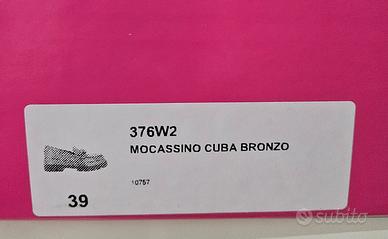 376W2
MOCASSINO CUBA BRONZO
10757
39
subito